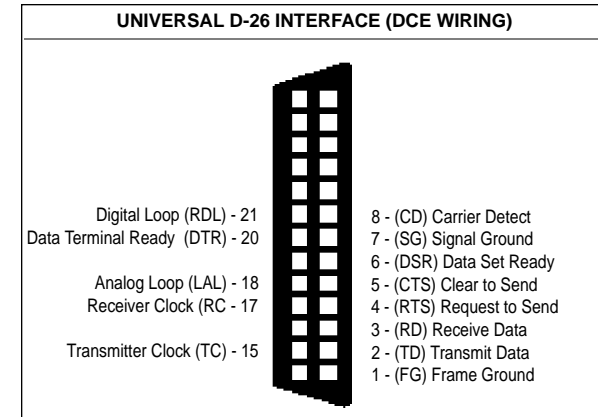 UNIVERSAL D-26 INTERFACE (DCE WIRING)
Digital Loop (RDL) - 21
Data Terminal Ready (DTR) - 20
Analog Loop (LAL) - 18
Receiver Clock (RC - 17
Transmitter Clock (TC) - 15
8 - (CD) Carrier Detect
7 - (SG) Signal Ground
6 - (DSR) Data Set Ready
5 - (CTS) Clear to Send
4 - (RTS) Request to Send
3 - (RD) Receive Data
2 - (TD) Transmit Data
1 - (FG) Frame Ground